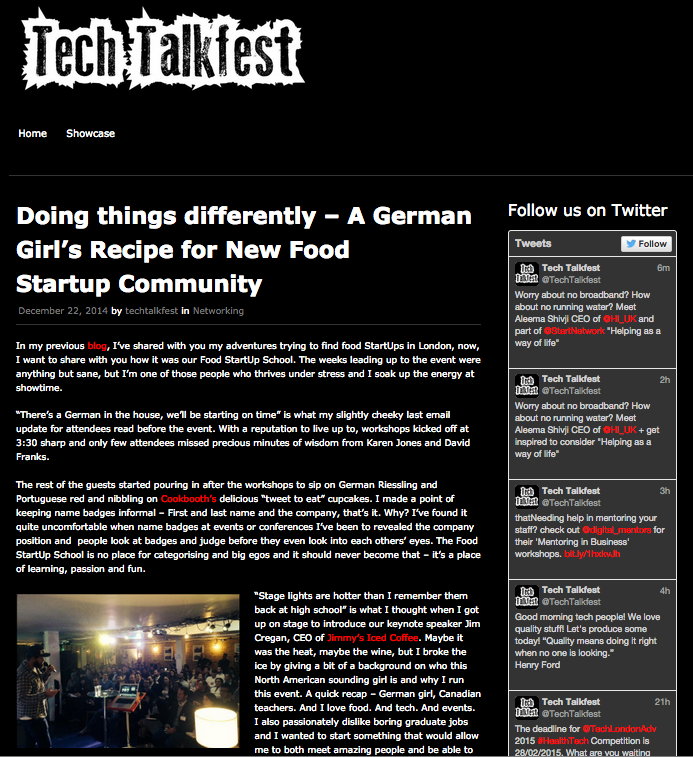 Tech Talkfest
Home Showcase
Doing things differently – A German
Girl's Recipe for New Food
Startup Community
December 22, 2014 by techtalkfest in Networking
In my previous blog, I've shared with you my adventures trying to find food StartUps in London, now,
I want to share with you how it was our Food StartUp School. The weeks leading up to the event were
anything but sane, but I'm one of those people who thrives under stress and I soak up the energy at
showtime.
“There's a German in the house, we'll be starting on time” is what my slightly cheeky last email
update for attendees read before the event. With a reputation to live up to, workshops kicked off at
3:30 sharp and only few attendees missed precious minutes of wisdom from Karen Jones and David
Franks.
The rest of the guests started pouring in after the workshops to sip on German Riessling and
Portuguese red and nibbling on Cookbooth's delicious “tweet to eat” cupcakes. I made a point of
keeping name badges informal – First and last name and the company, that's it. Why? I've found it
quite uncomfortable when name badges at events or conferences I've been to revealed the company
position and people look at badges and judge before they even look into each others' eyes. The Food
StartUp School is no place for categorising and big egos and it should never become that – it's a place
of learning, passion and fun.
“Stage lights are hotter than I remember them
back at high school” is what I thought when I got
up on stage to introduce our keynote speaker Jim
Cregan, CEO of Jimmy's Iced Coffee. Maybe it
was the heat, maybe the wine, but I broke the
ice by giving a bit of a background on who this
North American sounding girl is and why I run
this event. A quick recap – German girl, Canadian
teachers. And I love food. And tech. And events.
I also passionately dislike boring graduate jobs
and I wanted to start something that would allow
me to both meet amazing people and be able to
Follow us on Twitter
Tweets Follow
Tech Talkfest 6m
@TechTalkfest
Worry about no broadband? How
about no running water? Meet
Aleema Shivji CEO of @HI_UK and
part of @StartNetwork "Helping as a
way of life"
Tech Talkfest 2h
@TechTalkfest
Worry about no broadband? How
about no running water? Meet
Aleema Shivji CEO of @HI_UK + get
inspired to consider "Helping as a
way of life"
Tech Talkfest 3h
@TechTalkfest
thatNeeding help in mentoring your
staff? check out @digital_mentors for
their 'Mentoring in Business'
workshops. bit.ly/1hxkwJh
Tech Talkfest 4h
@TechTalkfest
Good morning tech people! We love
quality stuff! Let's produce some
today! “Quality means doing it right
when no one is looking.”
Henry Ford
Tech Talkfest 21h
@TechTalkfest
The deadline for @TechLondonAdv
2015 #HealthTech Competition is
28/02/2015. What are you waiting